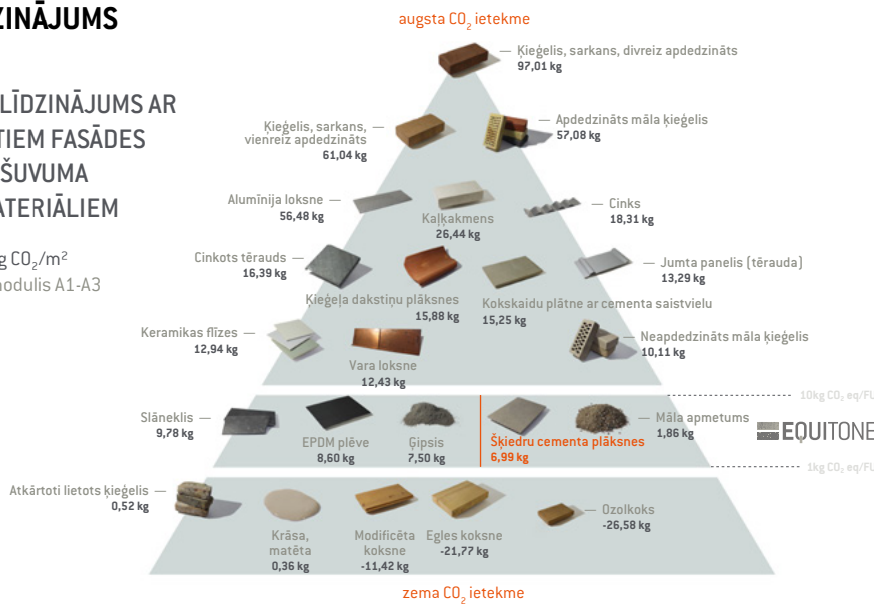 ZINĀJUMS
LĪDZINĀJUMS AR
TIEM FASĀDES
ŠUVUMA
ATERIĀLIEM
g CO₂/m²
nodulis A1-A3
augsta CO₂ ietekme
Ķieģelis, sarkans, divreiz apdedzināts
97,01 kg
Ķieģelis, sarkans,
vienreiz apdedzināts
61,04 kg
Apdedzināts māla ķieģelis
57,08 kg
Alumīnija loksne
56,48 kg
Kaļķakmens
26,44 kg
Cinks
18,31 kg
Cinkots tērauds
16,39 kg
Ķieģeļa dakstiņu plāksnes
15,88 kg
Kokskaidu plātne ar cementa saistvielu
15,25 kg
Jumta panelis (tērauda)
13,29 kg
Keramikas flīzes
12,94 kg
Vara loksne
12,43 kg
Neapdedzināts māla ķieģelis
10,11 kg
10kg CO₂ eq/FL
Slāneklis
9,78 kg
EPDM plēve
8,60 kg
Ģipsis
7,50 kg
Šķiedru cementa plāksnes
6,99 kg
Māla apmetums
1,86 kg
EQUITONE
1kg CO₂ eq/FL
Atkārtoti lietots ķieģelis
0,52 kg
Krāsa,
matēta
0,36 kg
Modificēta
koksne
-11,42 kg
Egles koksne
-21,77 kg
Ozolkoks
-26,58 kg
zema CO₂ ietekme